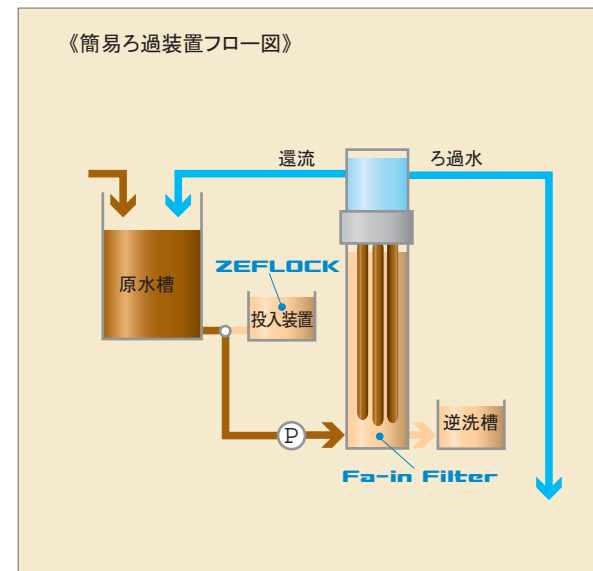 《簡易ろ過装置フロー図》
還流
ろ過水
原水槽
ZEFLOCK
投入装置
逆洗槽
P
Fa-in Filter